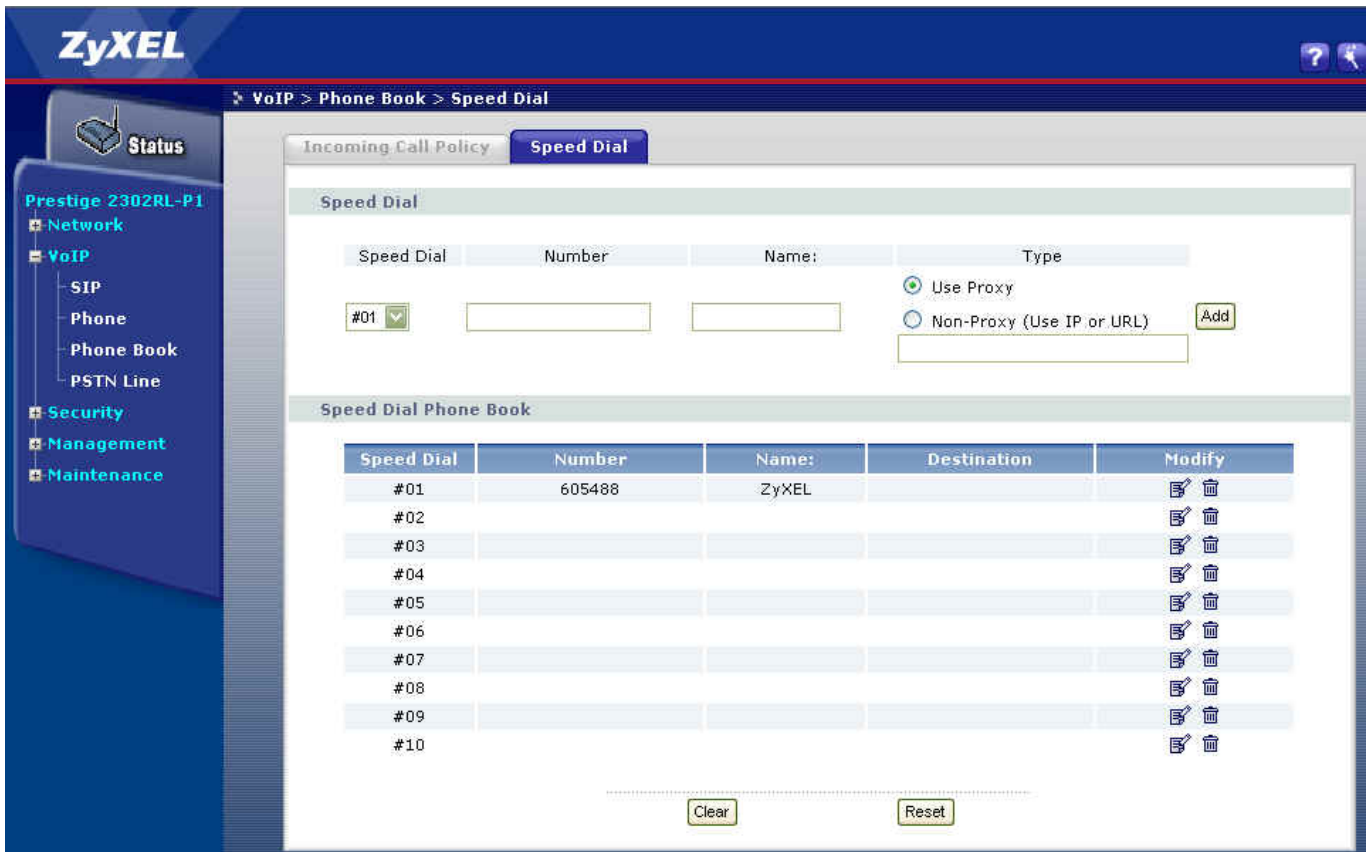 ZyXEL
?
VoIP > Phone Book > Speed Dial
Status
Prestige 2302RL-P1
Network
VoIP
SIP
Phone
Phone Book
PSTN Line
Security
Management
Maintenance
Incoming Call Policy
Speed Dial
Speed Dial
Speed Dial Number Name: Type
#01
Use Proxy
Non-Proxy (Use IP or URL)
Add
Speed Dial Phone Book
Speed Dial Number Name: Destination Modify
#01 605488 ZyXEL
#02
#03
#04
#05
#06
#07
#08
#09
#10
Clear Reset